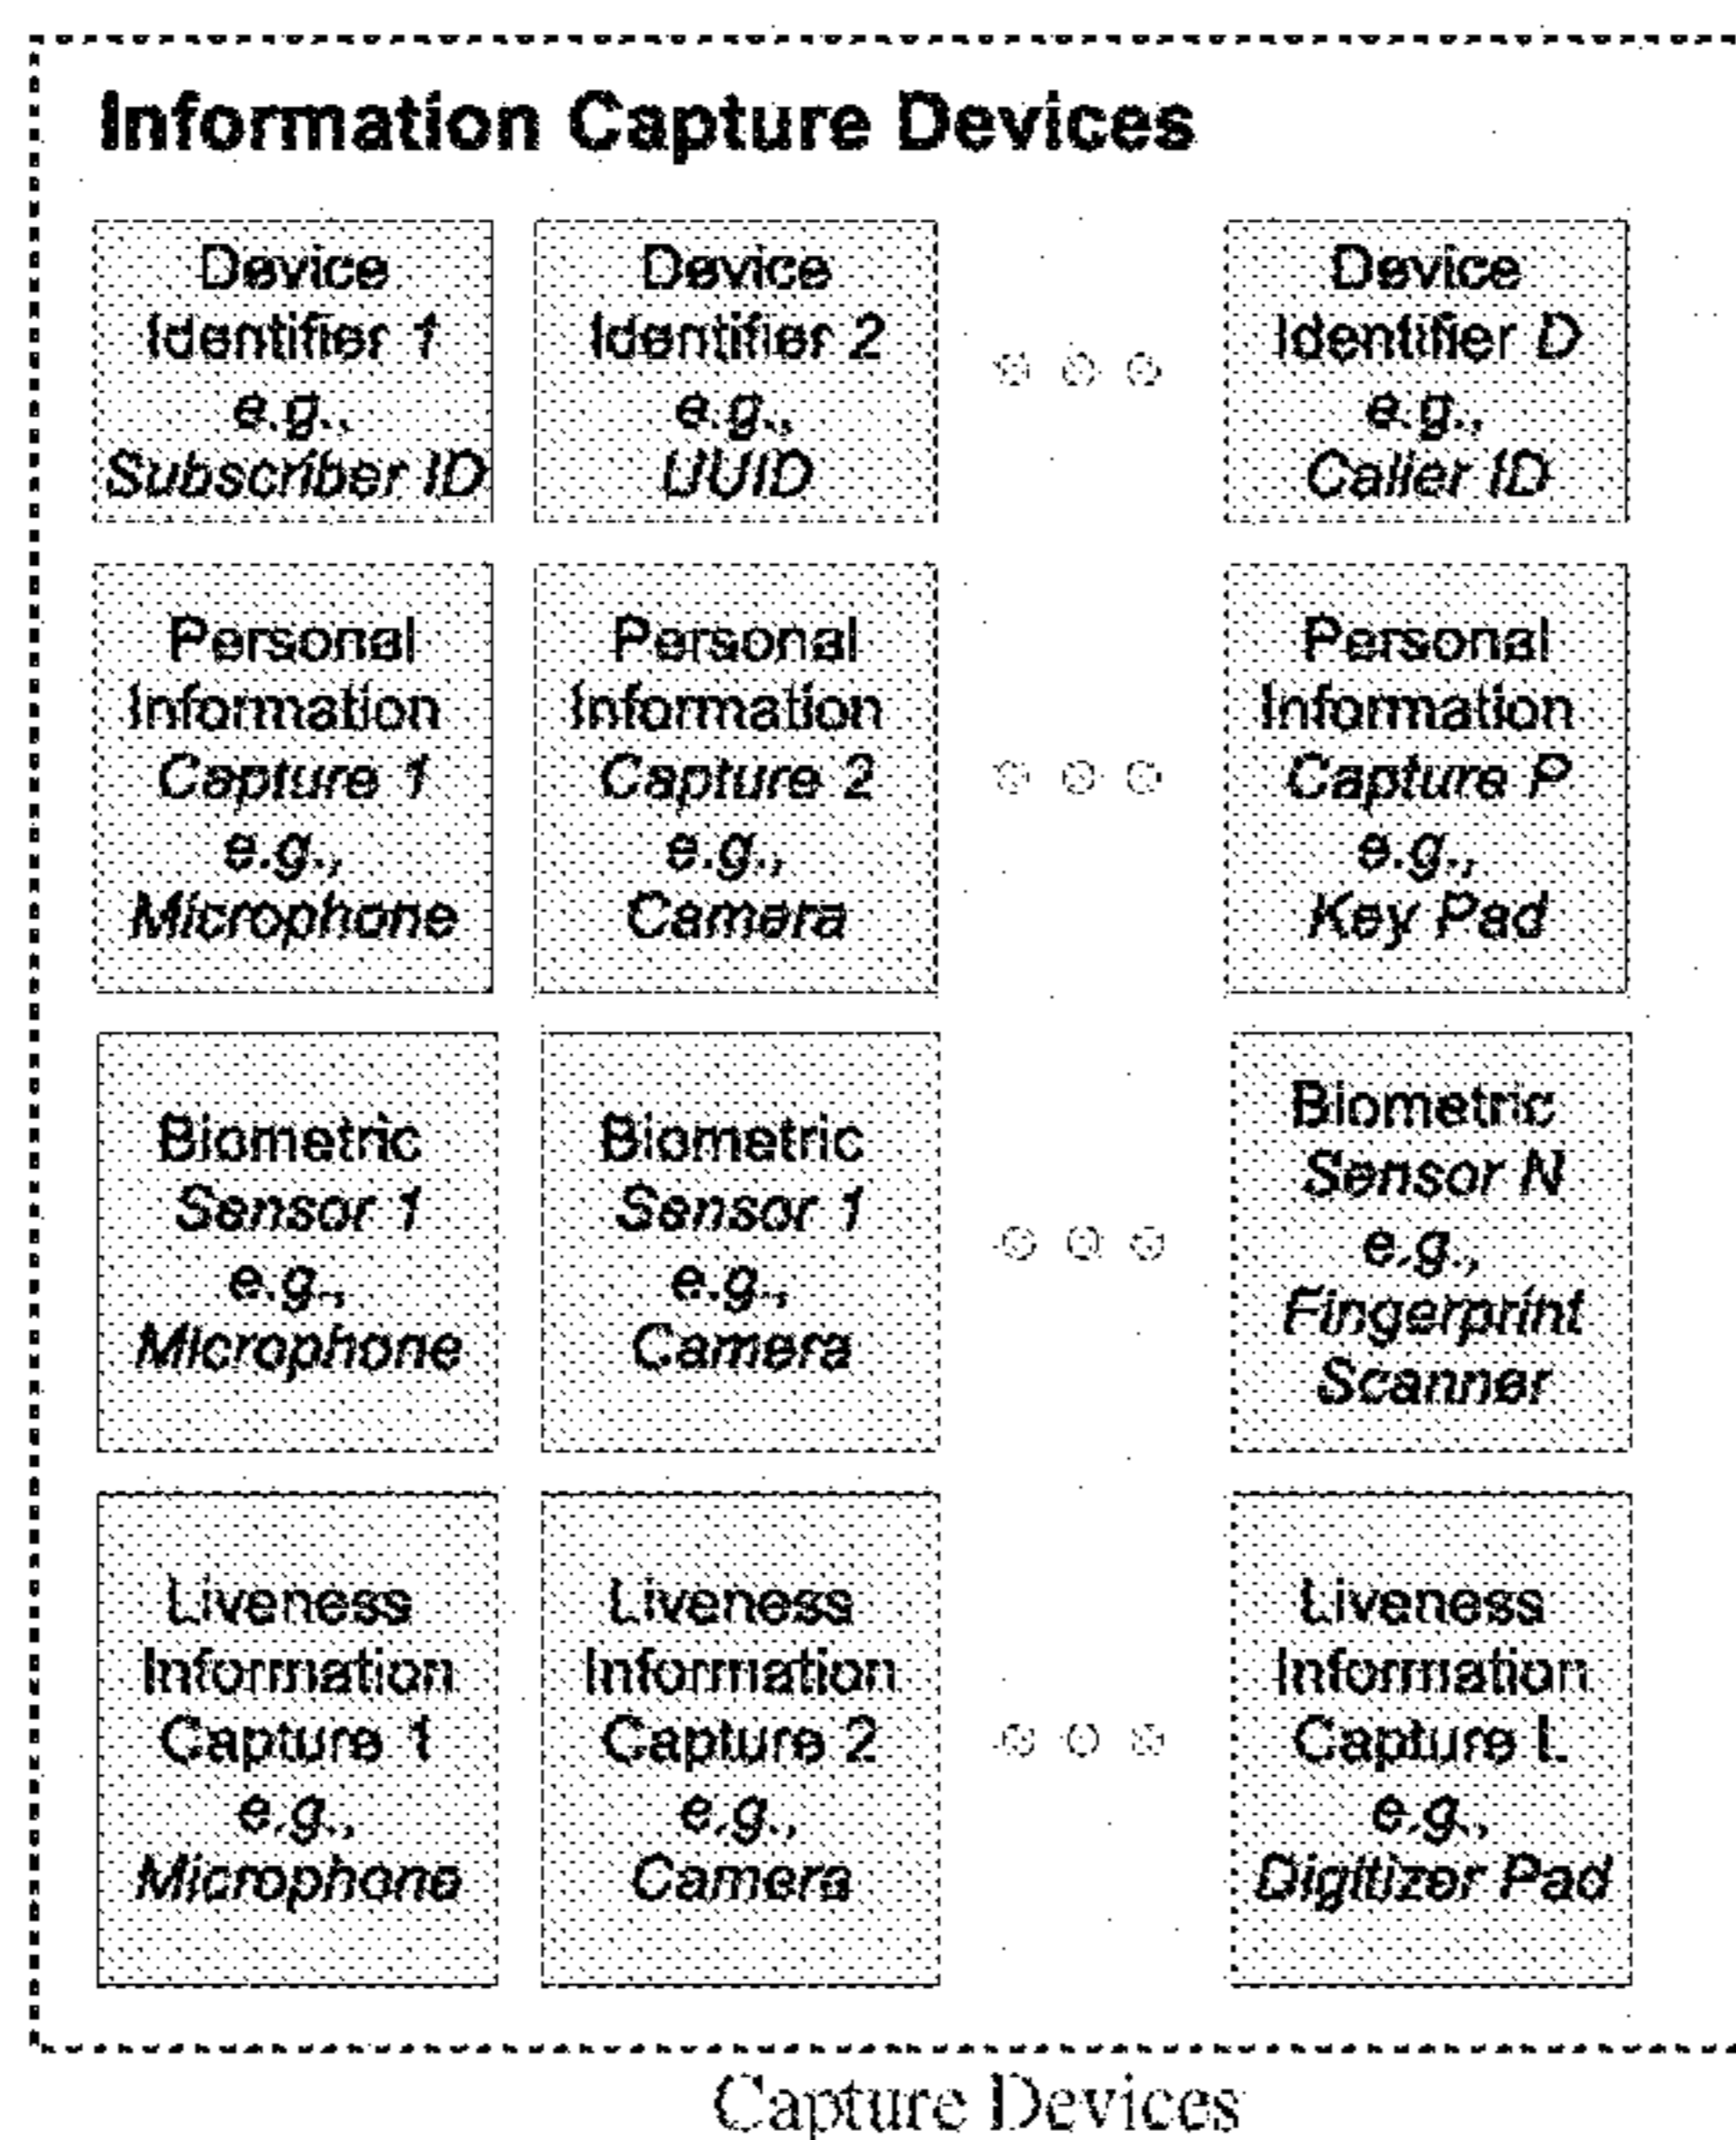 Information Capture Devices
Device
Identifier 1
e.g.,
Subscriber ID
Device
Identifier 2
e.g.,
UUID
Device
Identifier D
e.g.,
Caller ID
Personal
Information
Capture 1
e.g.,
Microphone
Personal
Information
Capture 2
e.g.,
Camera
Personal
Information
Capture P
e.g.,
Key Pad
Biometric
Sensor 1
e.g.,
Microphone
Biometric
Sensor 1
e.g.,
Camera
Biometric
Sensor N
e.g.,
Fingerprint
Scanner
Liveness
Information
Capture 1
e.g.,
Microphone
Liveness
Information
Capture 2
e.g.,
Camera
Liveness
Information
Capture L
e.g.,
Digitizer Pad
Capture Devices